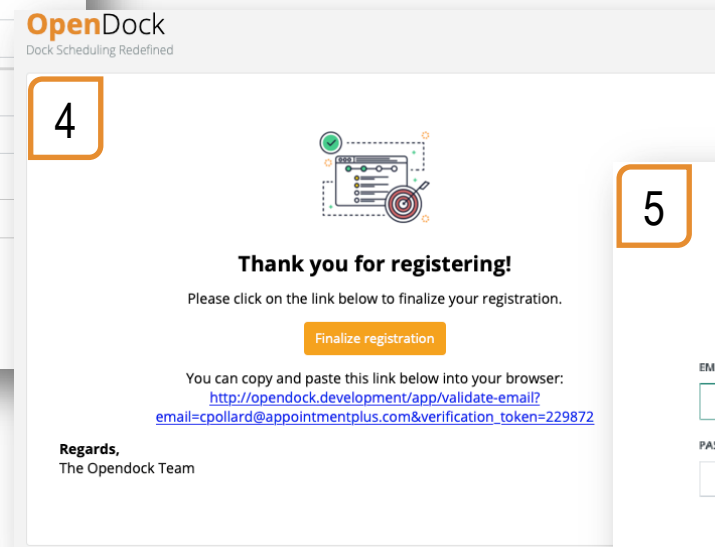 OpenDock
Dock Scheduling Redefined
4
Thank you for registering!
Please click on the link below to finalize your registration.
Finalize registration
You can copy and paste this link below into your browser:
http://opendock.development/app/validate-email?
email=cpollard@appointmentplus.com&verification_token=229872
Regards,
The Opendock Team
5